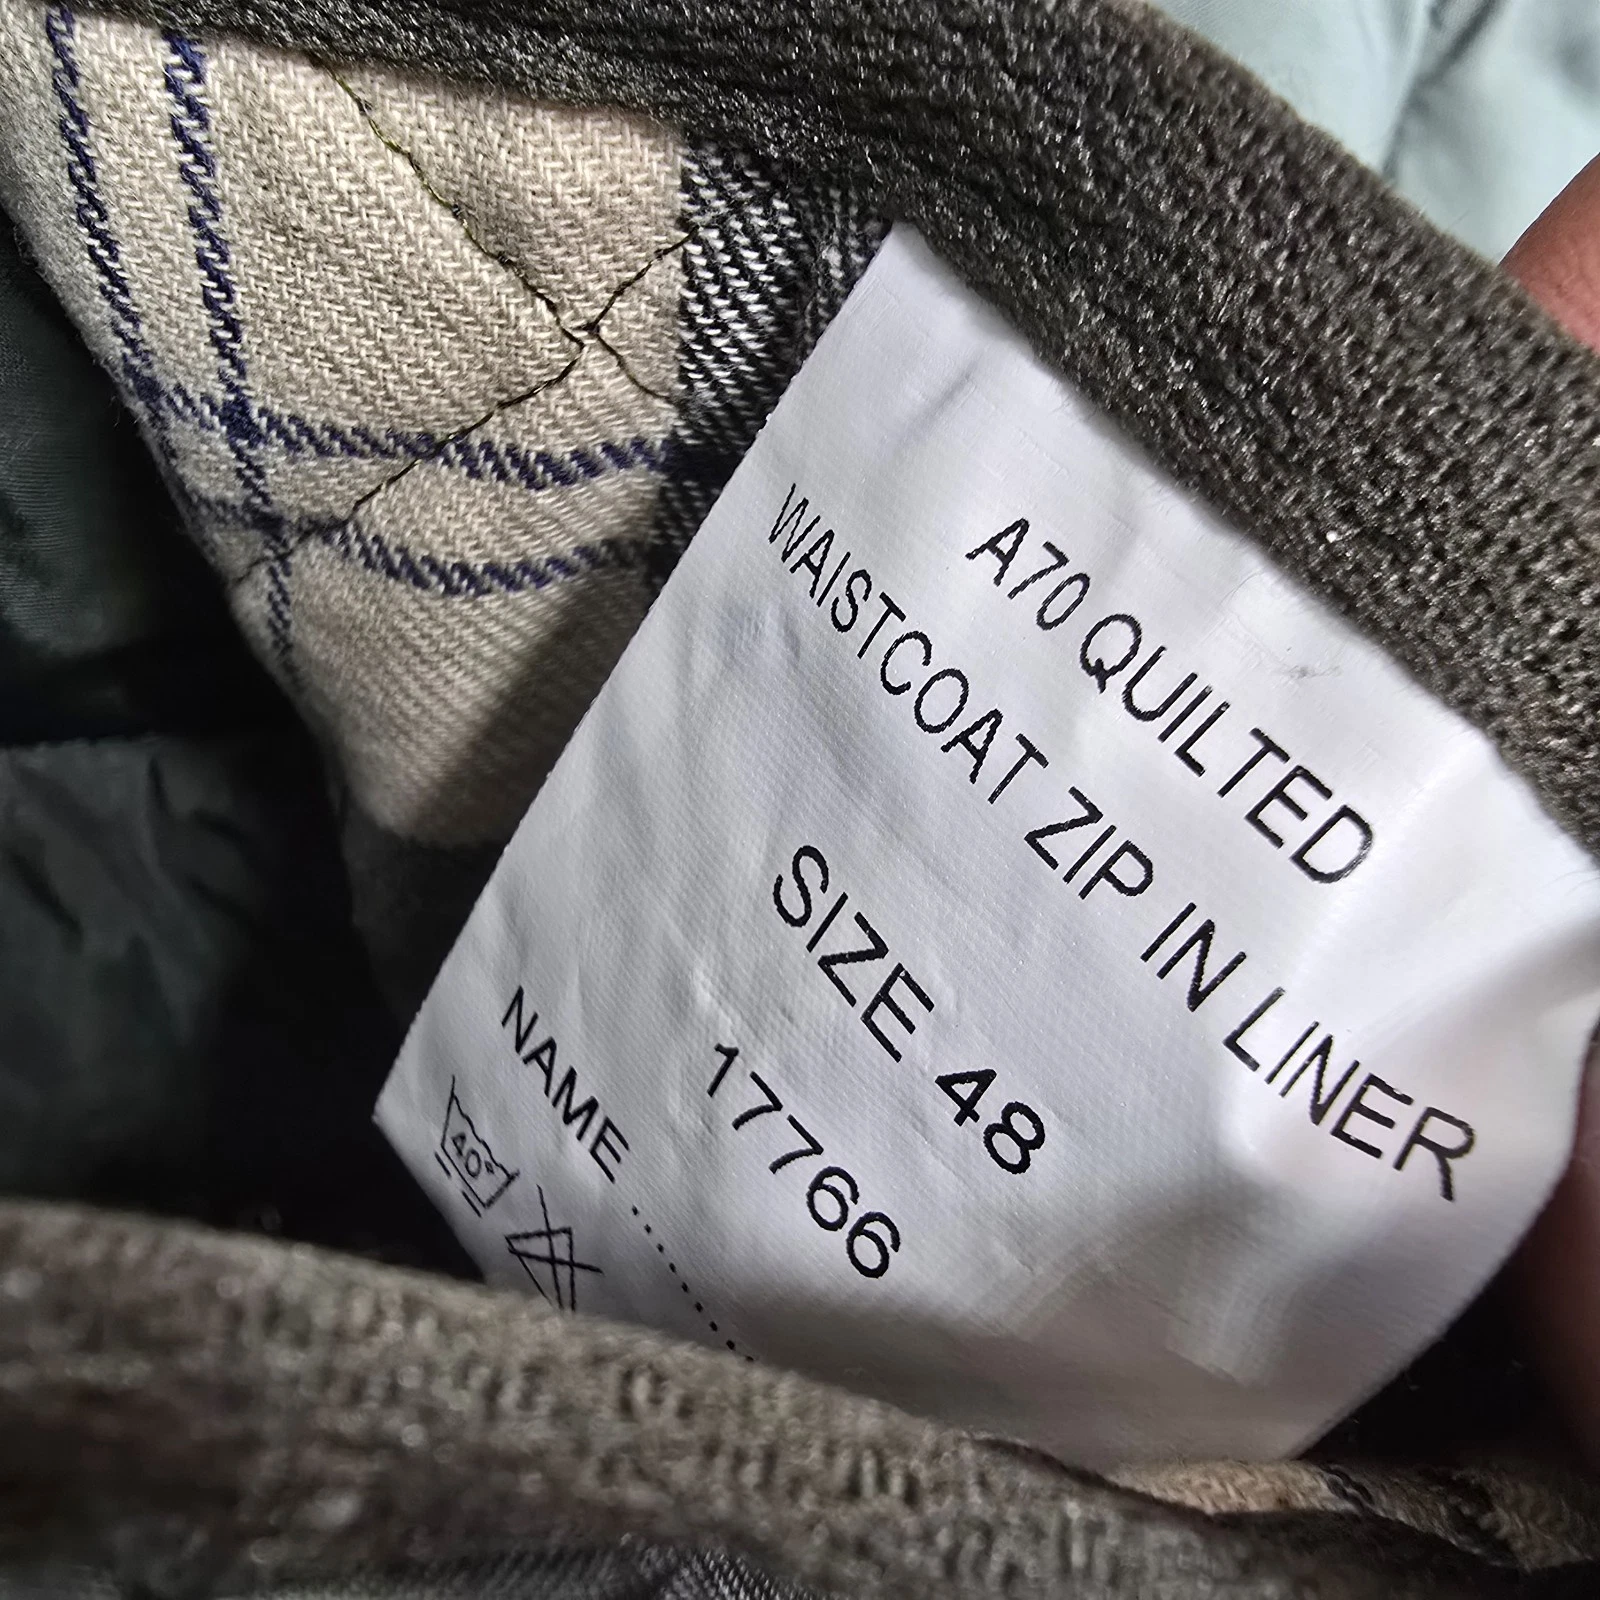 A70 QUILTED
WAISTCOAT ZIP IN LINER
SIZE 48
17766
NAME ..........
40°